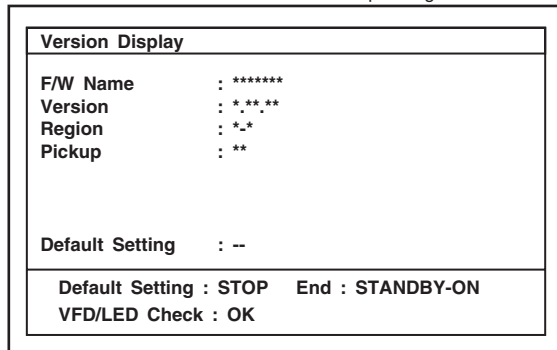 Version Display
F/W Name : *******
Version : *.**.**
Region : *-*
Pickup : **
Default Setting : --
Default Setting : STOP End : STANDBY-ON
VFD/LED Check : OK